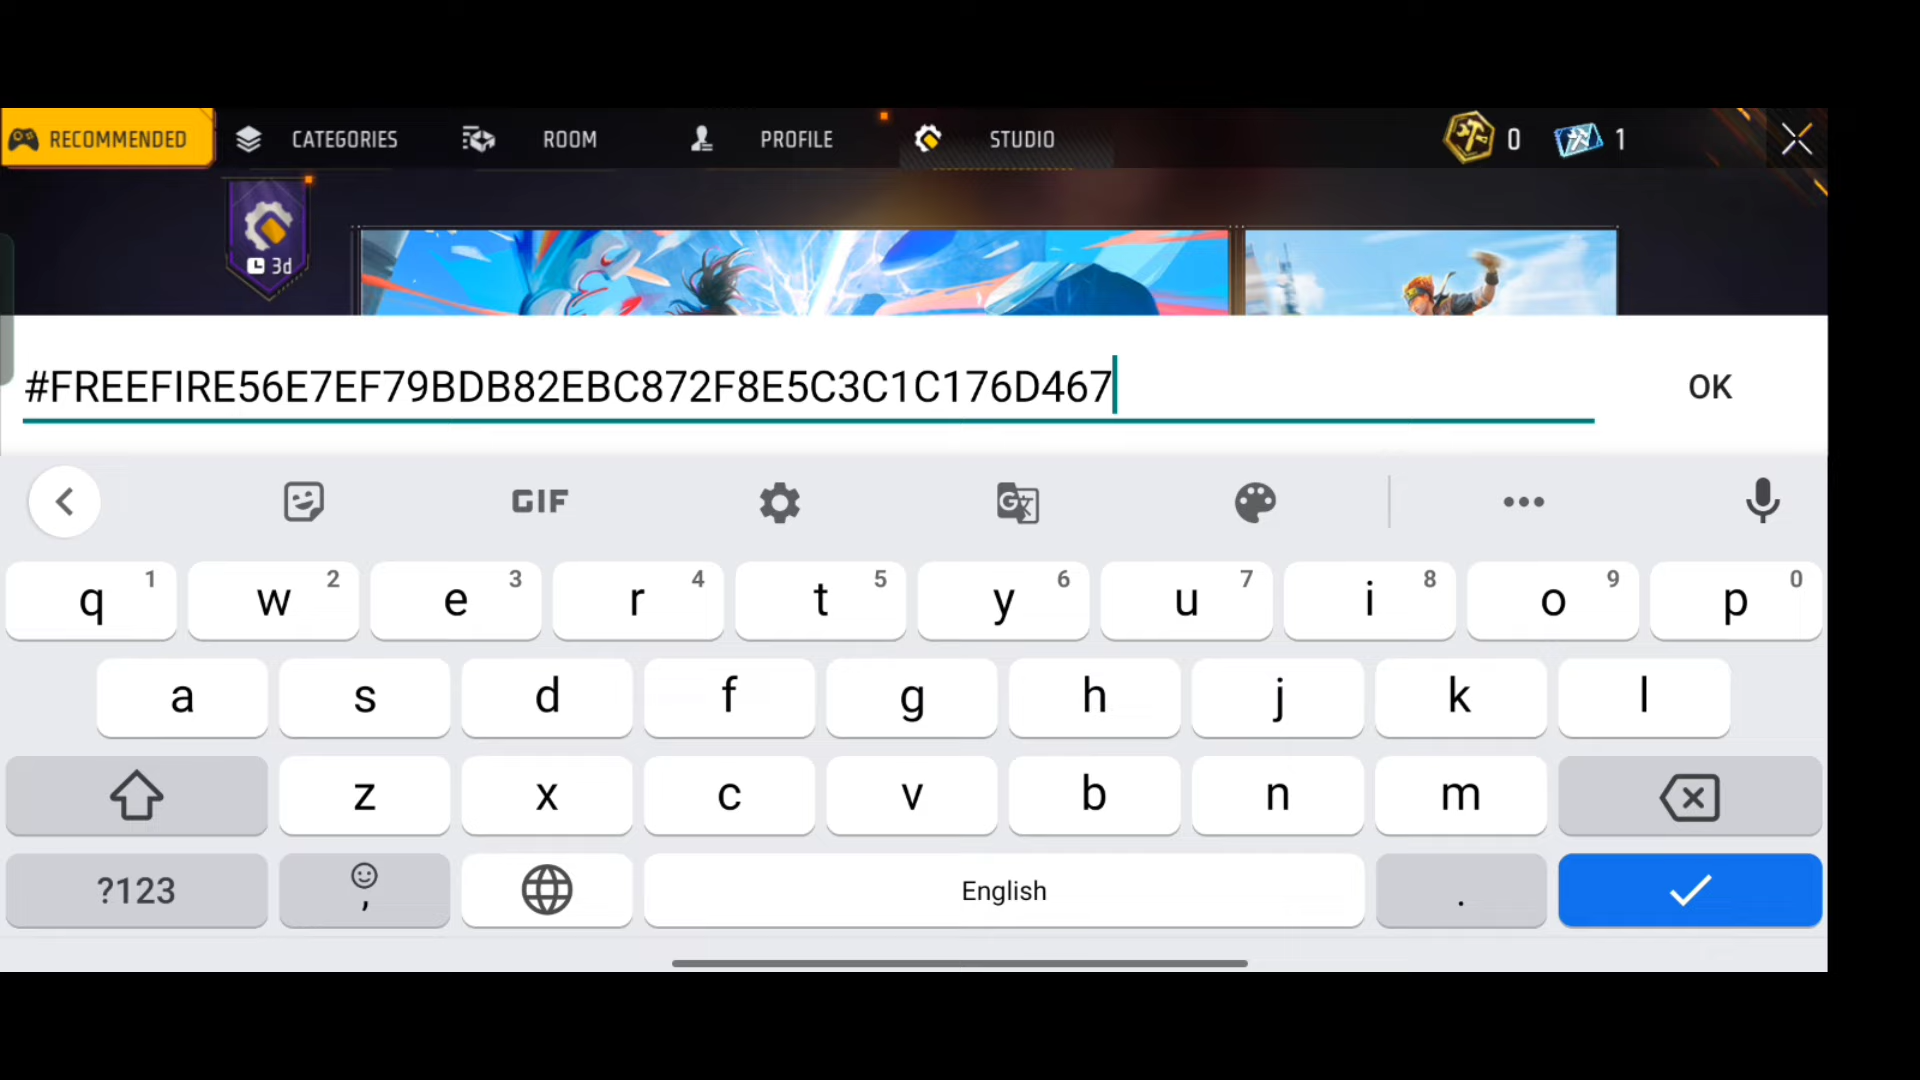 RECOMMENDED CATEGORIES ROOM PROFILE STUDIO 0 1
3d
#FREEFIRE56E7EF79BDB82EBC872F8E5C3C1C176D467 OK
GIF
q 1 w 2 e 3 r 4 t 5 y 6 u 7 i 8 o 9 p 0
a s d f g h j k l
z x c v b n m
?123 , English .